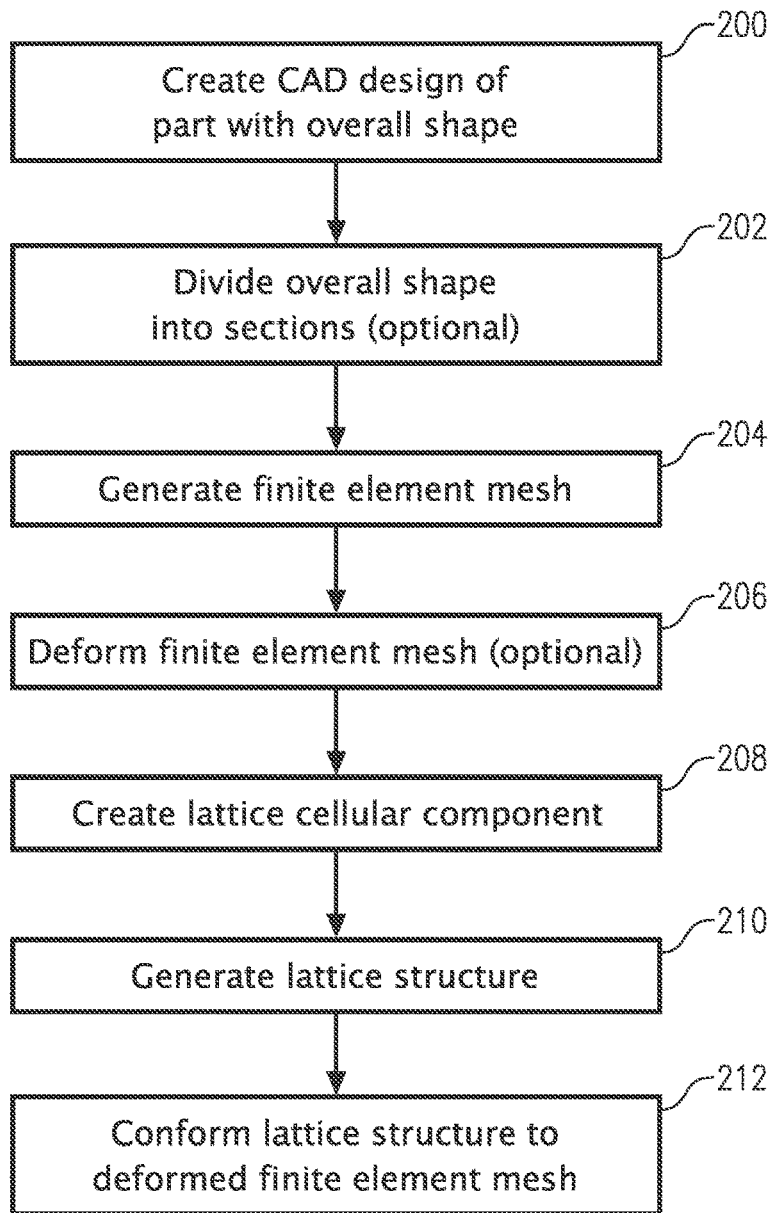 200
Create CAD design of
part with overall shape
202
Divide overall shape
into sections (optional)
204
Generate finite element mesh
206
Deform finite element mesh (optional)
208
Create lattice cellular component
210
Generate lattice structure
212
Conform lattice structure to
deformed finite element mesh